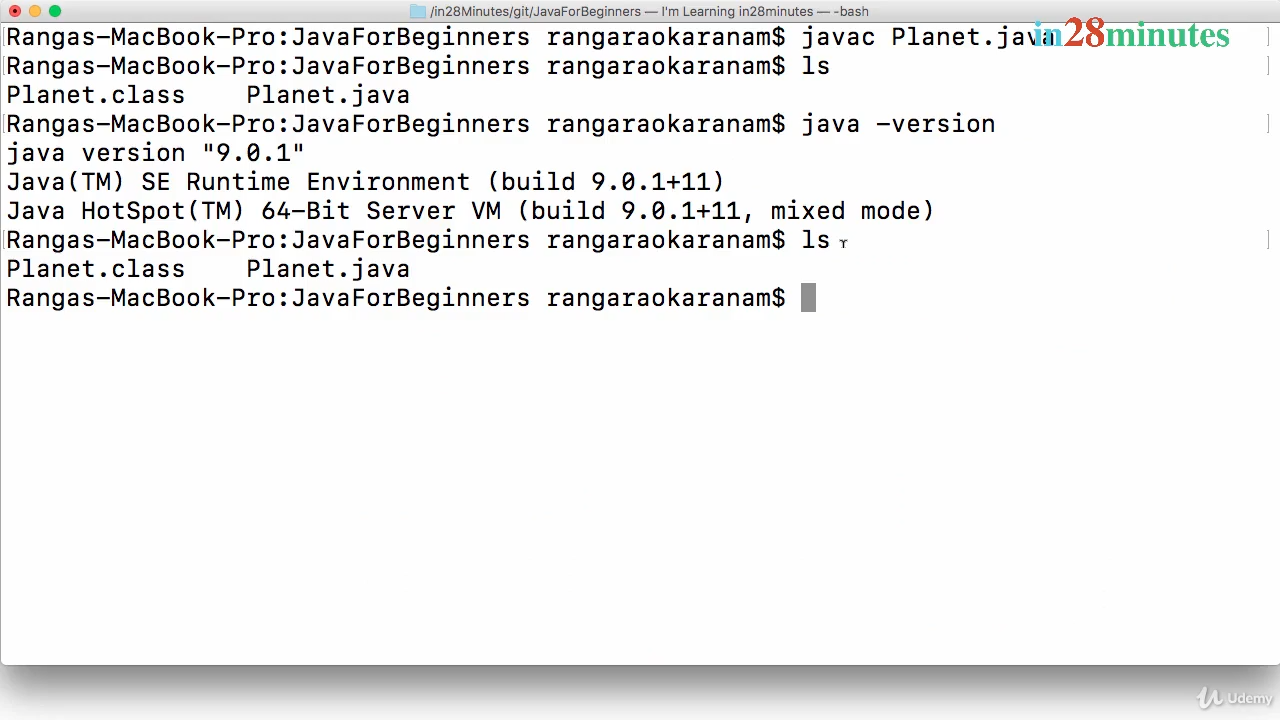 /in28Minutes/git/JavaForBeginners — I'm Learning in28minutes — -bash
Rangas-MacBook-Pro:JavaForBeginners rangaraokaranam$ javac Planet.java
in28minutes
Rangas-MacBook-Pro:JavaForBeginners rangaraokaranam$ ls
Planet.class    Planet.java
Rangas-MacBook-Pro:JavaForBeginners rangaraokaranam$ java -version
java version "9.0.1"
Java(TM) SE Runtime Environment (build 9.0.1+11)
Java HotSpot(TM) 64-Bit Server VM (build 9.0.1+11, mixed mode)
Rangas-MacBook-Pro:JavaForBeginners rangaraokaranam$ ls
Planet.class    Planet.java
Rangas-MacBook-Pro:JavaForBeginners rangaraokaranam$
Udemy